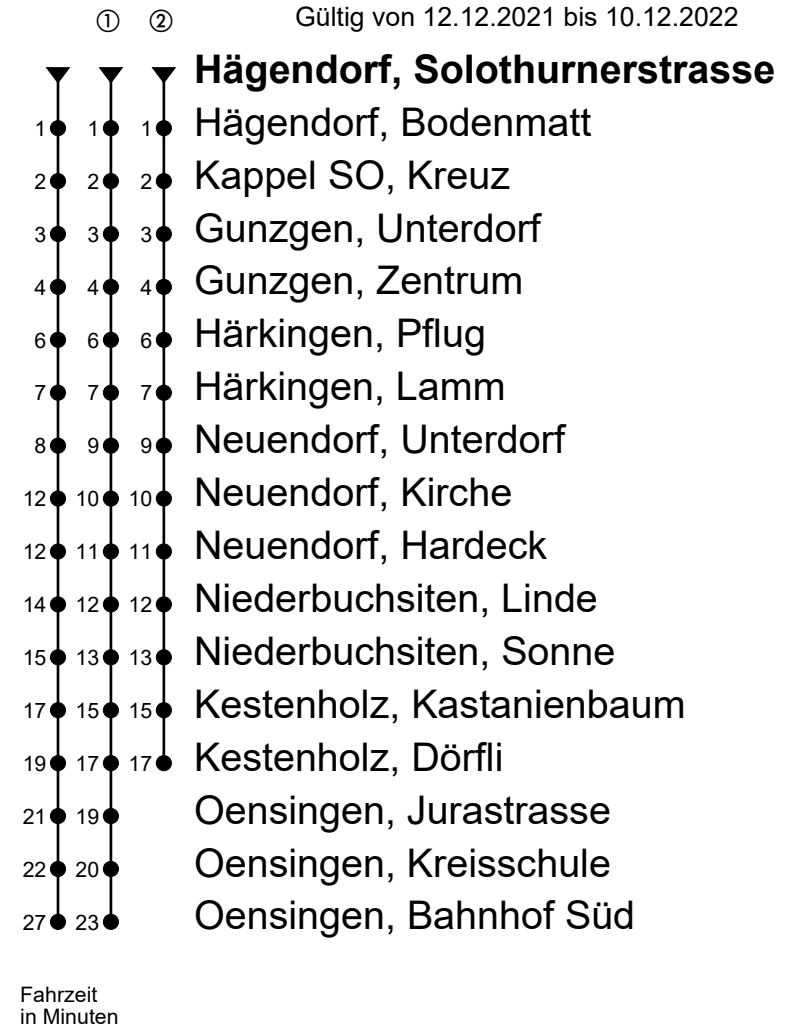 ① ② Gültig von 12.12.2021 bis 10.12.2022
Hägendorf, Solothurnerstrasse
1 1 1 Hägendorf, Bodenmatt
2 2 2 Kappel SO, Kreuz
3 3 3 Gunzgen, Unterdorf
4 4 4 Gunzgen, Zentrum
6 6 6 Härkingen, Pflug
7 7 7 Härkingen, Lamm
8 9 9 Neuendorf, Unterdorf
12 10 10 Neuendorf, Kirche
12 11 11 Neuendorf, Hardeck
14 12 12 Niederbuchsiten, Linde
15 13 13 Niederbuchsiten, Sonne
17 15 15 Kestenholz, Kastanienbaum
19 17 17 Kestenholz, Dörfli
21 19 Oensingen, Jurastrasse
22 20 Oensingen, Kreisschule
27 23 Oensingen, Bahnhof Süd
Fahrzeit
in Minuten